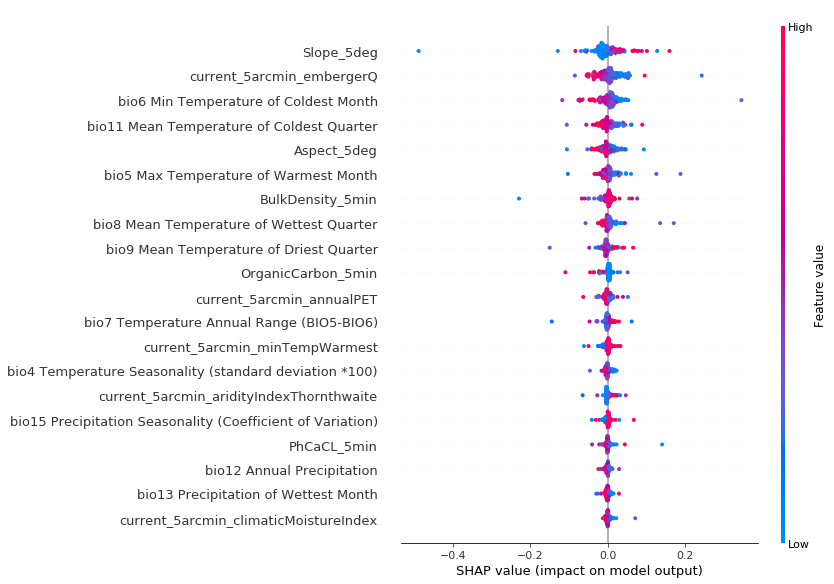 High
Slope_5deg
current_5arcmin_embergerQ
bio6 Min Temperature of Coldest Month
bio11 Mean Temperature of Coldest Quarter
Aspect_5deg
bio5 Max Temperature of Warmest Month
BulkDensity_5min
bio8 Mean Temperature of Wettest Quarter
bio9 Mean Temperature of Driest Quarter
OrganicCarbon_5min
current_5arcmin_annualPET
bio7 Temperature Annual Range (BIO5-BIO6)
current_5arcmin_minTempWarmest
bio4 Temperature Seasonality (standard deviation *100)
current_5arcmin_aridityIndexThornthwaite
bio15 Precipitation Seasonality (Coefficient of Variation)
PhCaCL_5min
bio12 Annual Precipitation
bio13 Precipitation of Wettest Month
current_5arcmin_climaticMoistureIndex
Feature value
Low
−0.4 −0.2 0.0 0.2
SHAP value (impact on model output)